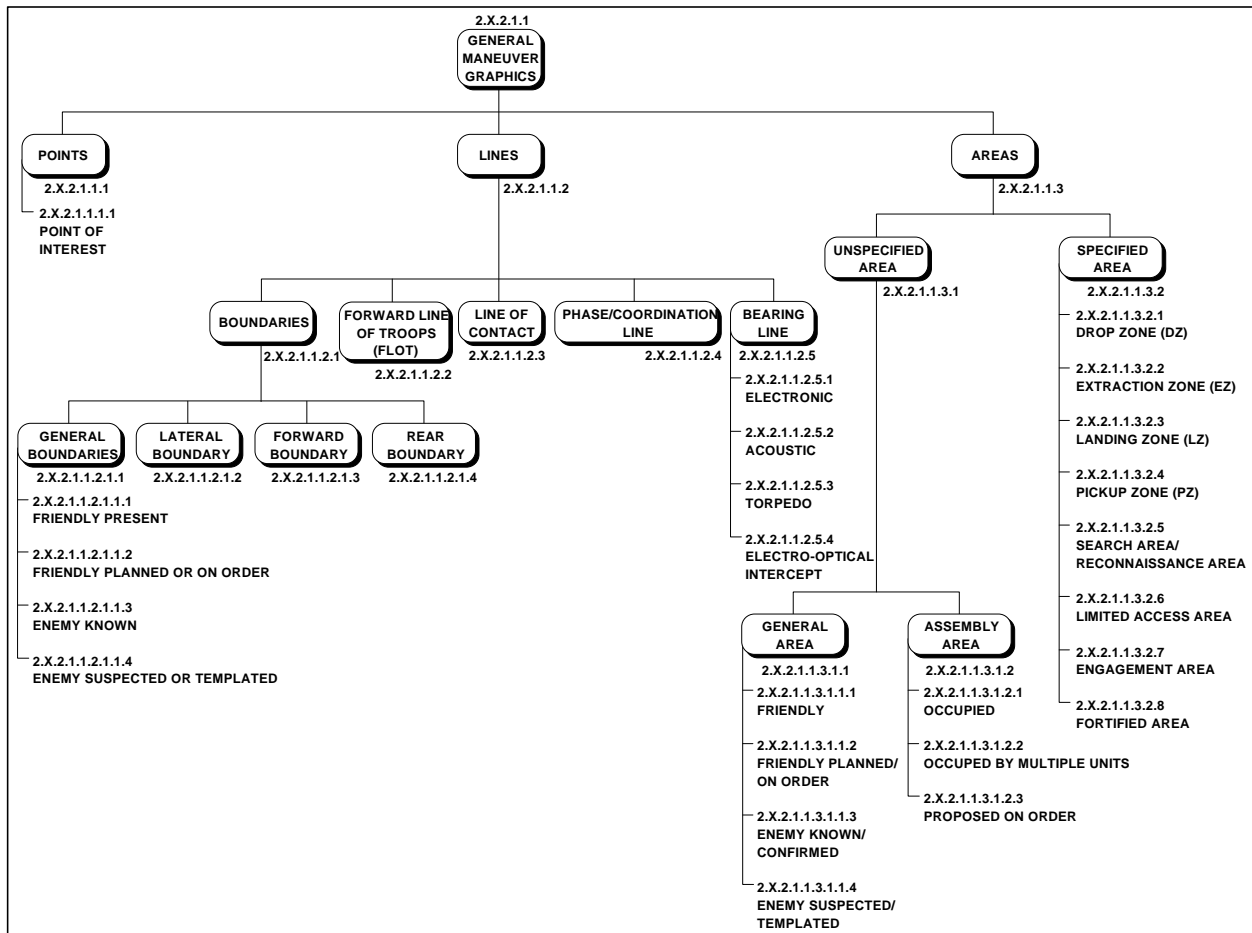 2.X.2.1.1
GENERAL
MANEUVER
GRAPHICS
POINTS
2.X.2.1.1.1
2.X.2.1.1.1.1
POINT OF
INTEREST
LINES
2.X.2.1.1.2
AREAS
2.X.2.1.1.3
BOUNDARIES
2.X.2.1.1.2.1
FORWARD LINE
OF TROOPS
(FLOT)
2.X.2.1.1.2.2
LINE OF
CONTACT
2.X.2.1.1.2.3
PHASE/COORDINATION
LINE
2.X.2.1.1.2.4
BEARING
LINE
2.X.2.1.1.2.5
2.X.2.1.1.2.5.1
ELECTRONIC
2.X.2.1.1.2.5.2
ACOUSTIC
2.X.2.1.1.2.5.3
TORPEDO
2.X.2.1.1.2.5.4
ELECTRO-OPTICAL
INTERCEPT
GENERAL
BOUNDARIES
2.X.2.1.1.2.1.1
LATERAL
BOUNDARY
2.X.2.1.1.2.1.2
FORWARD
BOUNDARY
2.X.2.1.1.2.1.3
REAR
BOUNDARY
2.X.2.1.1.2.1.4
2.X.2.1.1.2.1.1.1
FRIENDLY PRESENT
2.X.2.1.1.2.1.1.2
FRIENDLY PLANNED OR ON ORDER
2.X.2.1.1.2.1.1.3
ENEMY KNOWN
2.X.2.1.1.2.1.1.4
ENEMY SUSPECTED OR TEMPLATED
UNSPECIFIED
AREA
2.X.2.1.1.3.1
GENERAL
AREA
2.X.2.1.1.3.1.1
2.X.2.1.1.3.1.1.1
FRIENDLY
2.X.2.1.1.3.1.1.2
FRIENDLY PLANNED/
ON ORDER
2.X.2.1.1.3.1.1.3
ENEMY KNOWN/
CONFIRMED
2.X.2.1.1.3.1.1.4
ENEMY SUSPECTED/
TEMPLATED
ASSEMBLY
AREA
2.X.2.1.1.3.1.2
2.X.2.1.1.3.1.2.1
OCCUPIED
2.X.2.1.1.3.1.2.2
OCCUPED BY MULTIPLE UNITS
2.X.2.1.1.3.1.2.3
PROPOSED ON ORDER
SPECIFIED
AREA
2.X.2.1.1.3.2
2.X.2.1.1.3.2.1
DROP ZONE (DZ)
2.X.2.1.1.3.2.2
EXTRACTION ZONE (EZ)
2.X.2.1.1.3.2.3
LANDING ZONE (LZ)
2.X.2.1.1.3.2.4
PICKUP ZONE (PZ)
2.X.2.1.1.3.2.5
SEARCH AREA/
RECONNAISSANCE AREA
2.X.2.1.1.3.2.6
LIMITED ACCESS AREA
2.X.2.1.1.3.2.7
ENGAGEMENT AREA
2.X.2.1.1.3.2.8
FORTIFIED AREA